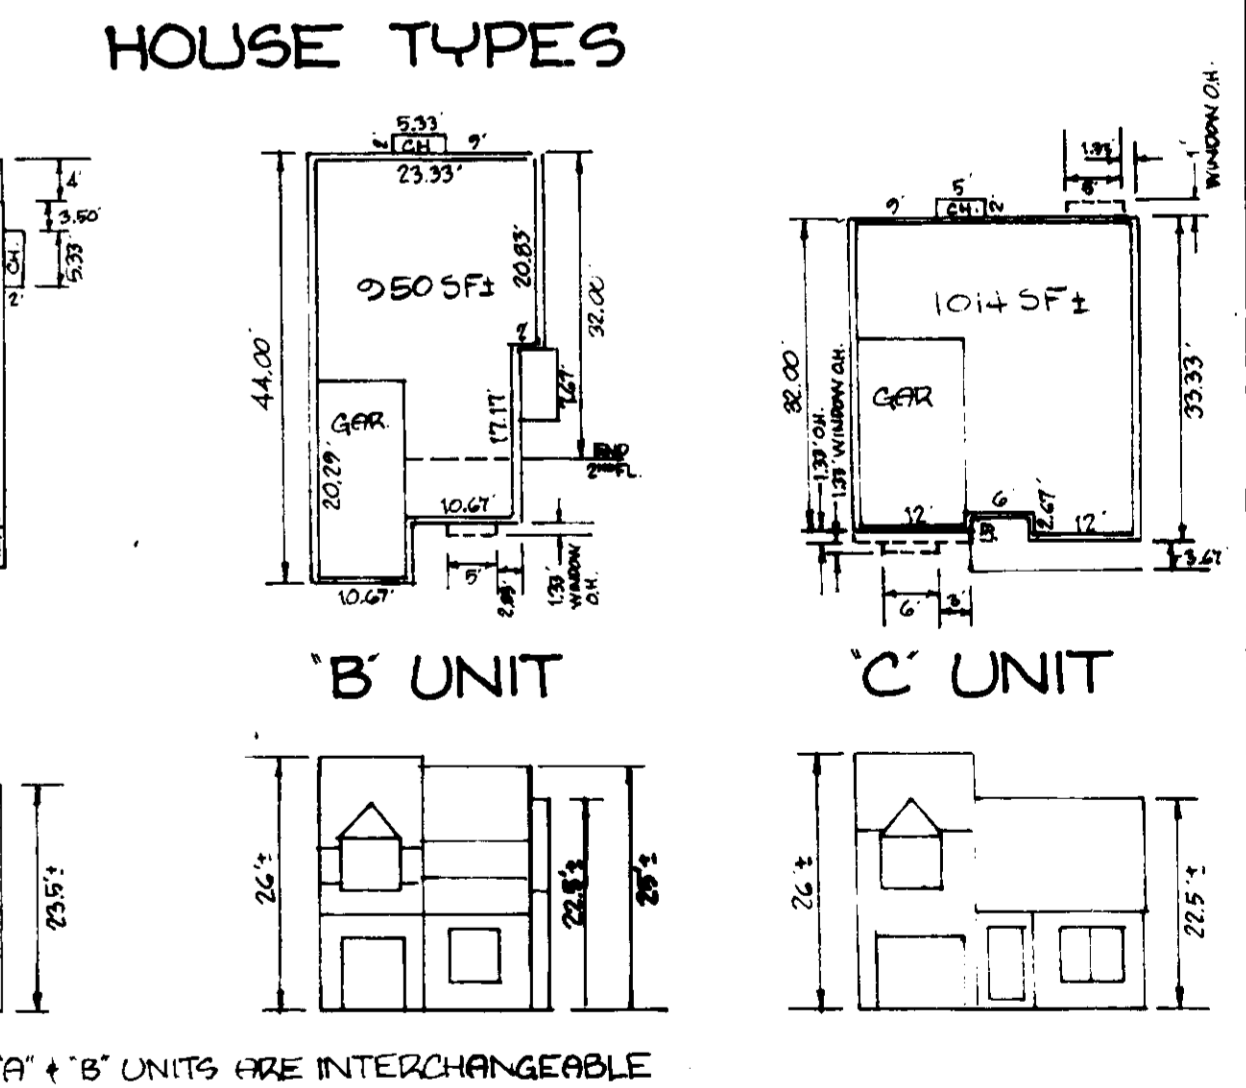 HOUSE TYPES
4'
3.50'
5.33'
CH.
2'
5.33'
2'
CH
9'
23.33'
950 SF±
20.83'
32.00'
44.00'
2'
7.67'
17.17'
GAR.
20.29'
2ND FL.
10.67'
10.67'
5'
1.33'
WINDOW
O.H.
"B" UNIT
WINDOW O.H.
1'
1.33'
6'
5'
9'
CH.
2'
1014 SF±
32.00'
33.33'
GAR
1.33' O.H.
1.33' WINDOW O.H.
12'
6'
2.67'
12'
3.67'
6'
3'
"C" UNIT
23.5'±
26'±
22.5'±
25'±
26'±
22.5'±
"A" & "B" UNITS ARE INTERCHANGEABLE